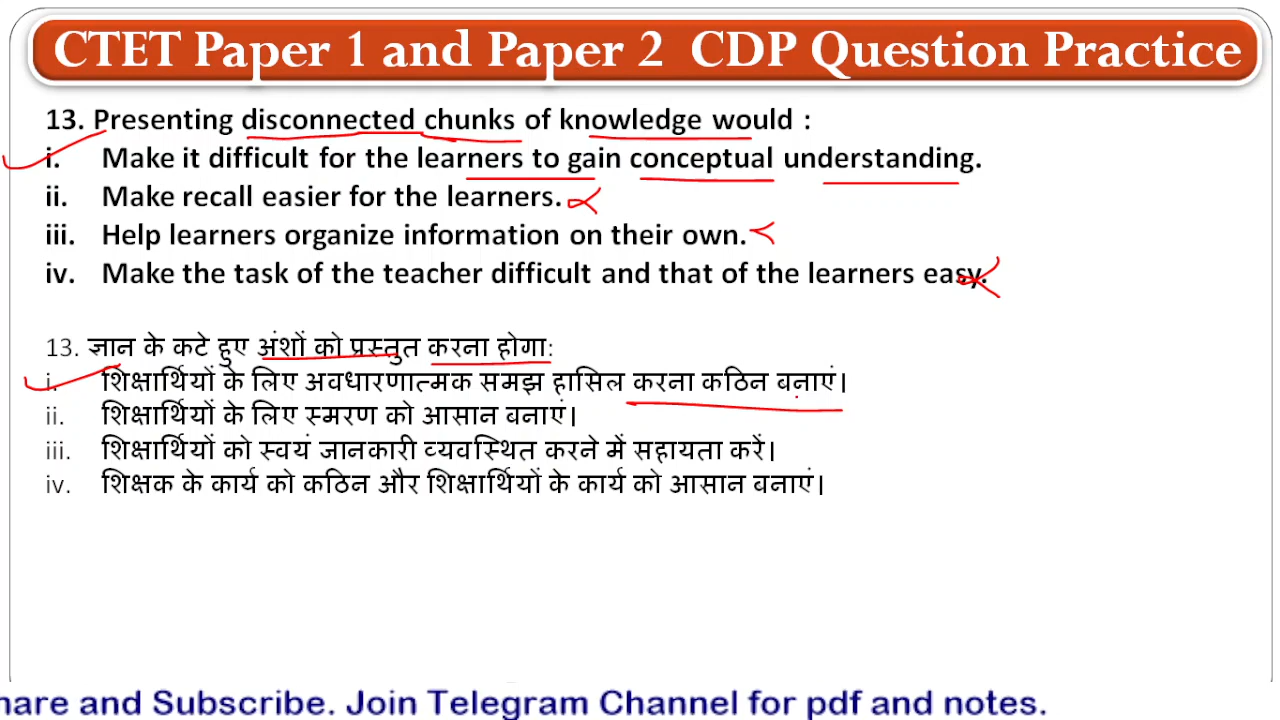 CTET Paper 1 and Paper 2 CDP Question Practice
13. Presenting disconnected chunks of knowledge would :
i. Make it difficult for the learners to gain conceptual understanding.
ii. Make recall easier for the learners.
iii. Help learners organize information on their own.
iv. Make the task of the teacher difficult and that of the learners easy.
13. ज्ञान के कटे हुए अंशों को प्रस्तुत करना होगा:
i. शिक्षार्थियों के लिए अवधारणात्मक समझ हासिल करना कठिन बनाएं।
ii. शिक्षार्थियों के लिए स्मरण को आसान बनाएं।
iii. शिक्षार्थियों को स्वयं जानकारी व्यवस्थित करने में सहायता करें।
iv. शिक्षक के कार्य को कठिन और शिक्षार्थियों के कार्य को आसान बनाएं।
hare and Subscribe. Join Telegram Channel for pdf and notes.